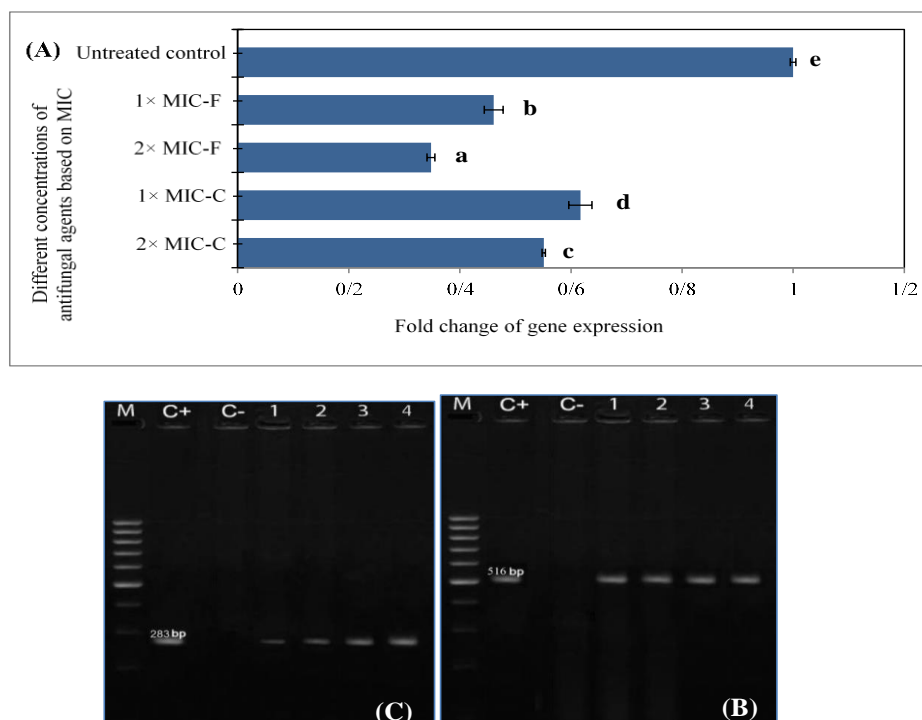 (A)
Different concentrations of
antifungal agents based on MIC
Untreated control
1× MIC-F
2× MIC-F
1× MIC-C
2× MIC-C
e
b
a
d
c
0 0/2 0/4 0/6 0/8 1 1/2
Fold change of gene expression
M C+ C- 1 2 3 4
283 bp
(C)
M C+ C- 1 2 3 4
516 bp
(B)